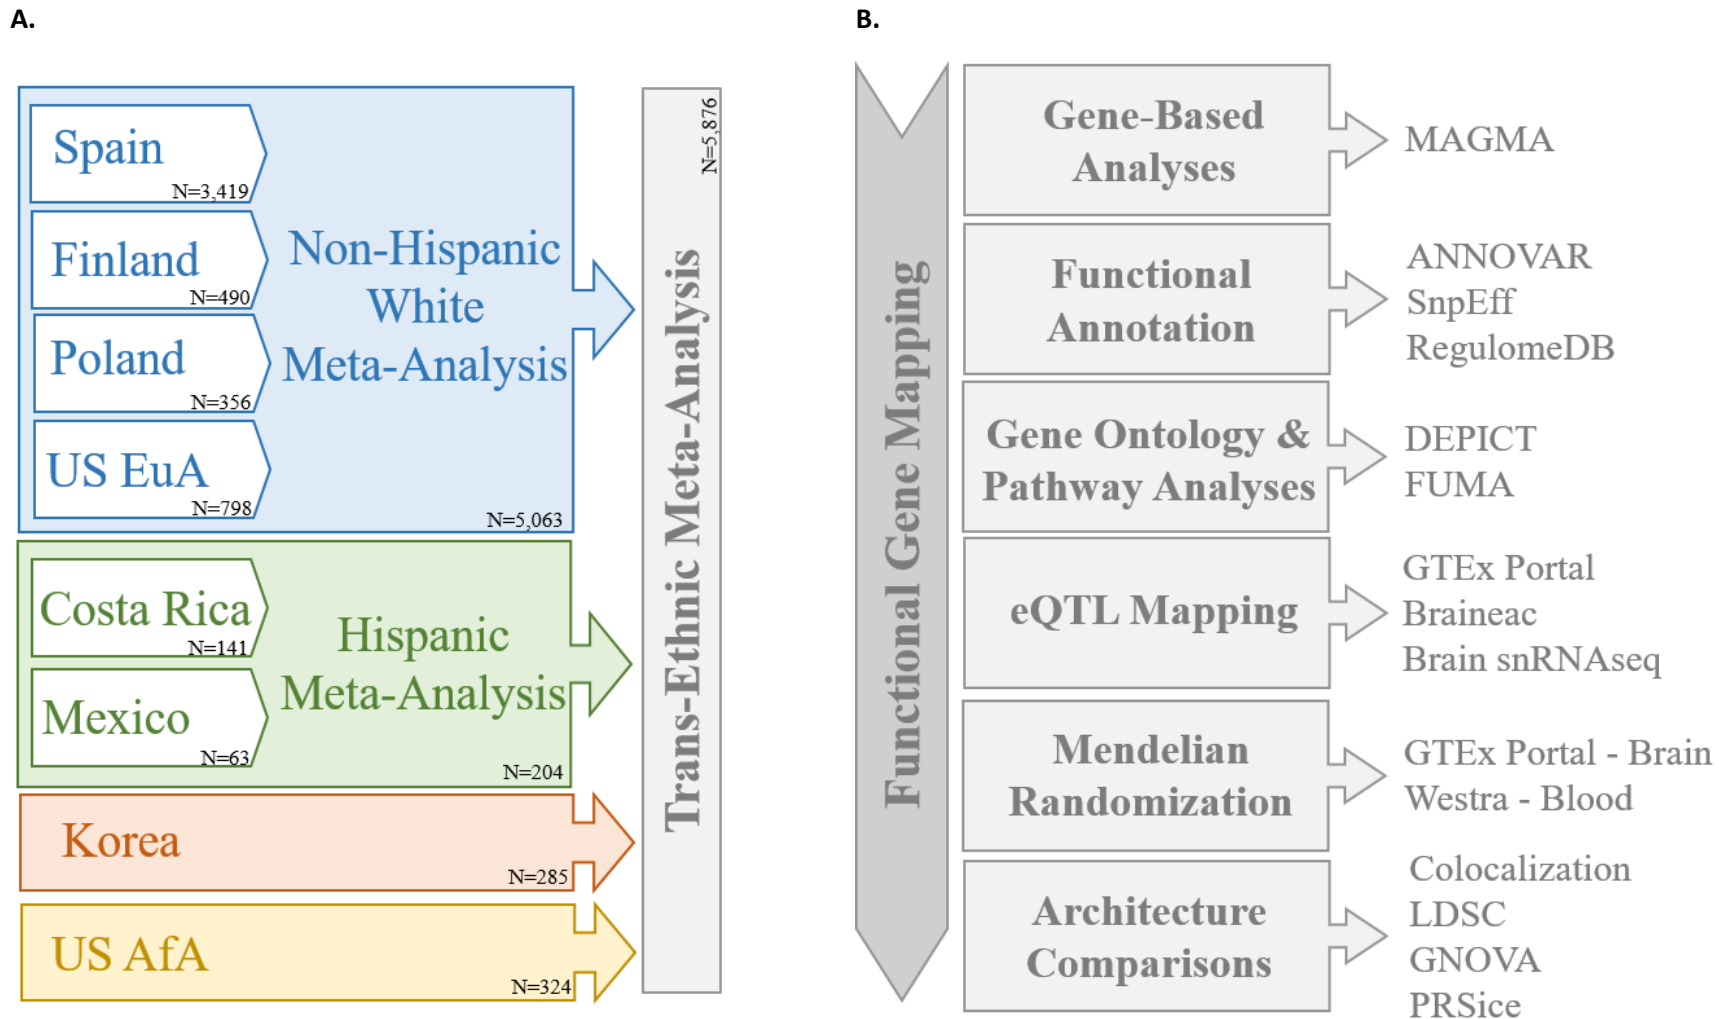 A.
Spain
N=3,419
Finland
N=490
Poland
N=356
US EuA
N=798
Non-Hispanic
White
Meta-Analysis
N=5,063
Costa Rica
N=141
Mexico
N=63
Hispanic
Meta-Analysis
N=204
Korea
N=285
US AfA
N=324
Trans-Ethnic Meta-Analysis
N=5,876
B.
Functional Gene Mapping
Gene-Based
Analyses
MAGMA
Functional
Annotation
ANNOVAR
SnpEff
RegulomeDB
Gene Ontology &
Pathway Analyses
DEPICT
FUMA
eQTL Mapping
GTEx Portal
Braineac
Brain snRNAseq
Mendelian
Randomization
GTEx Portal - Brain
Westra - Blood
Architecture
Comparisons
Colocalization
LDSC
GNOVA
PRSice